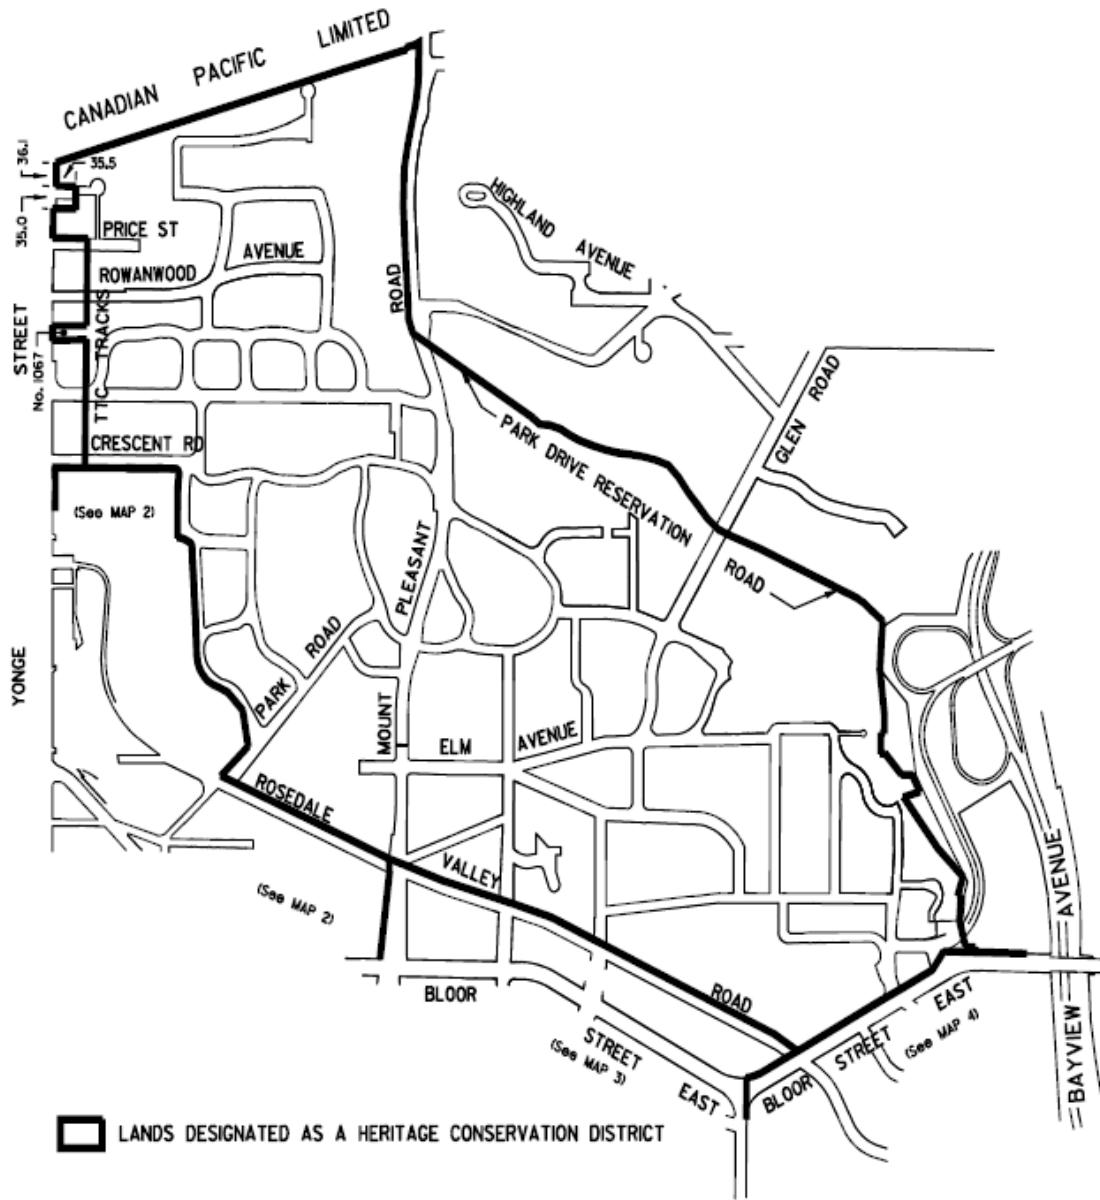 CANADIAN PACIFIC LIMITED
36.1
35.5
35.0
PRICE ST
HIGHLAND AVENUE
ROWANWOOD AVENUE
ROAD
STREET
No. 1067
TTC TRACKS
GLEN ROAD
CRESCENT RD
PARK DRIVE RESERVATION
(See MAP 2)
ROAD
PLEASANT
YONGE
PARK ROAD
MOUNT
ELM AVENUE
ROSEDALE
VALLEY
(See MAP 2)
AVENUE
ROAD
BLOOR
STREET
(See MAP 3)
EAST
BLOOR STREET EAST
(See MAP 4)
BAYVIEW
LANDS DESIGNATED AS A HERITAGE CONSERVATION DISTRICT